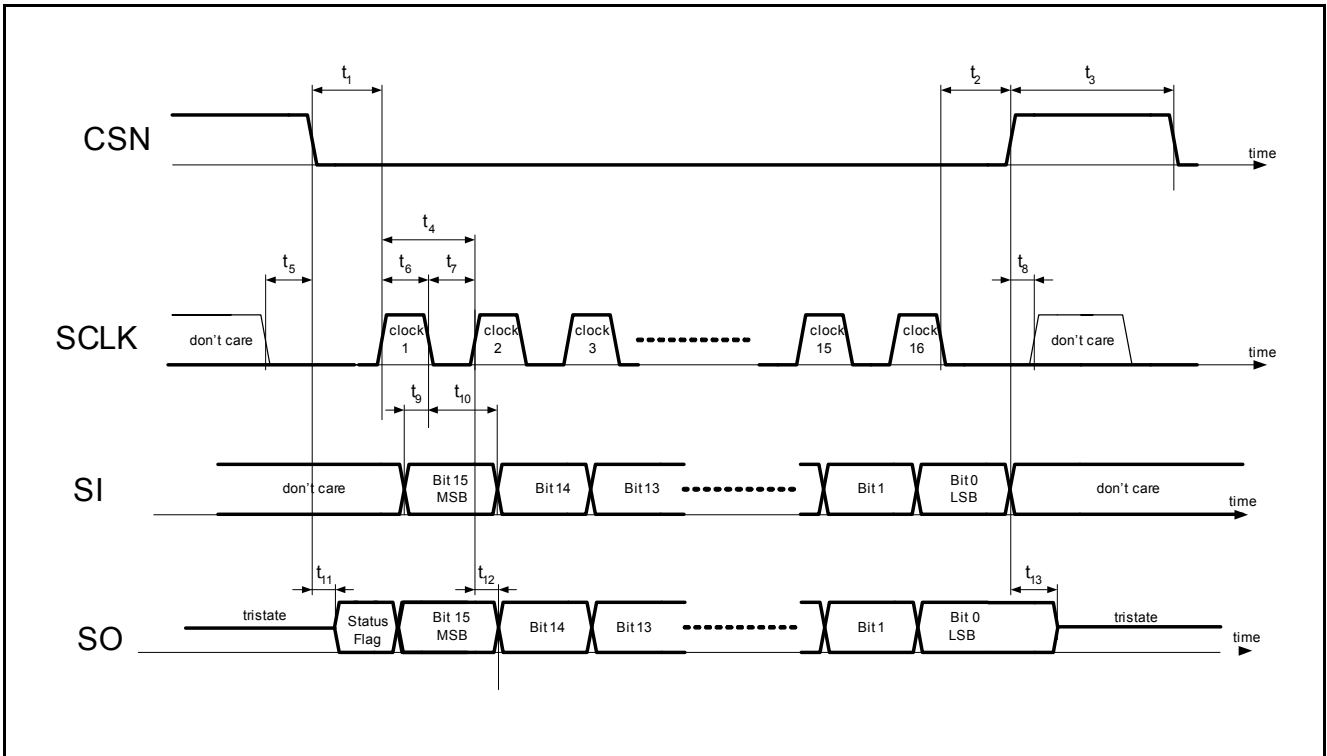 t1
t2
t3
CSN
time
t4
t5
t6
t7
t8
SCLK
don't care
clock
1
clock
2
clock
3
clock
15
clock
16
don't care
time
t9
t10
SI
don't care
Bit 15
MSB
Bit 14
Bit 13
Bit 1
Bit 0
LSB
don't care
time
t11
t12
t13
SO
tristate
Status
Flag
Bit 15
MSB
Bit 14
Bit 13
Bit 1
Bit 0
LSB
tristate
time